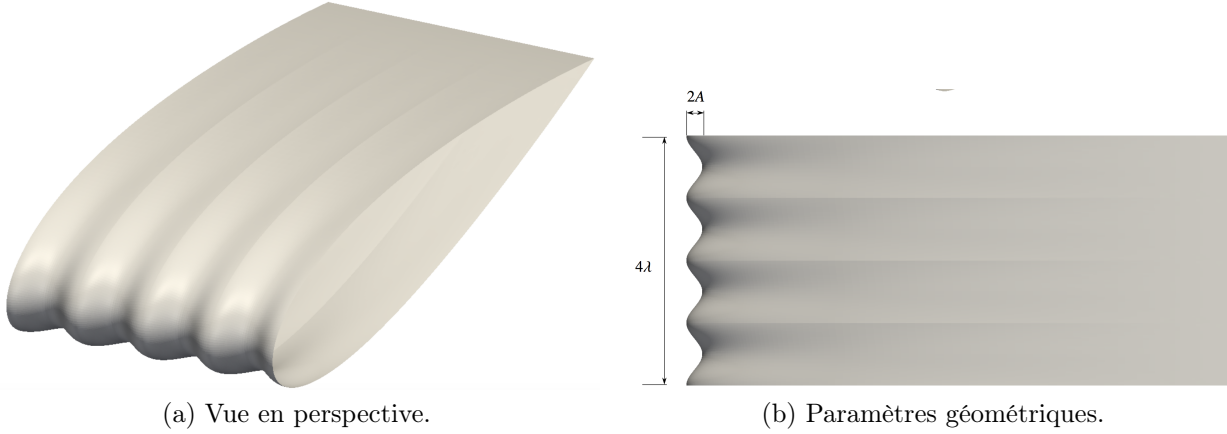 2A
4λ
(a) Vue en perspective.
(b) Paramètres géométriques.